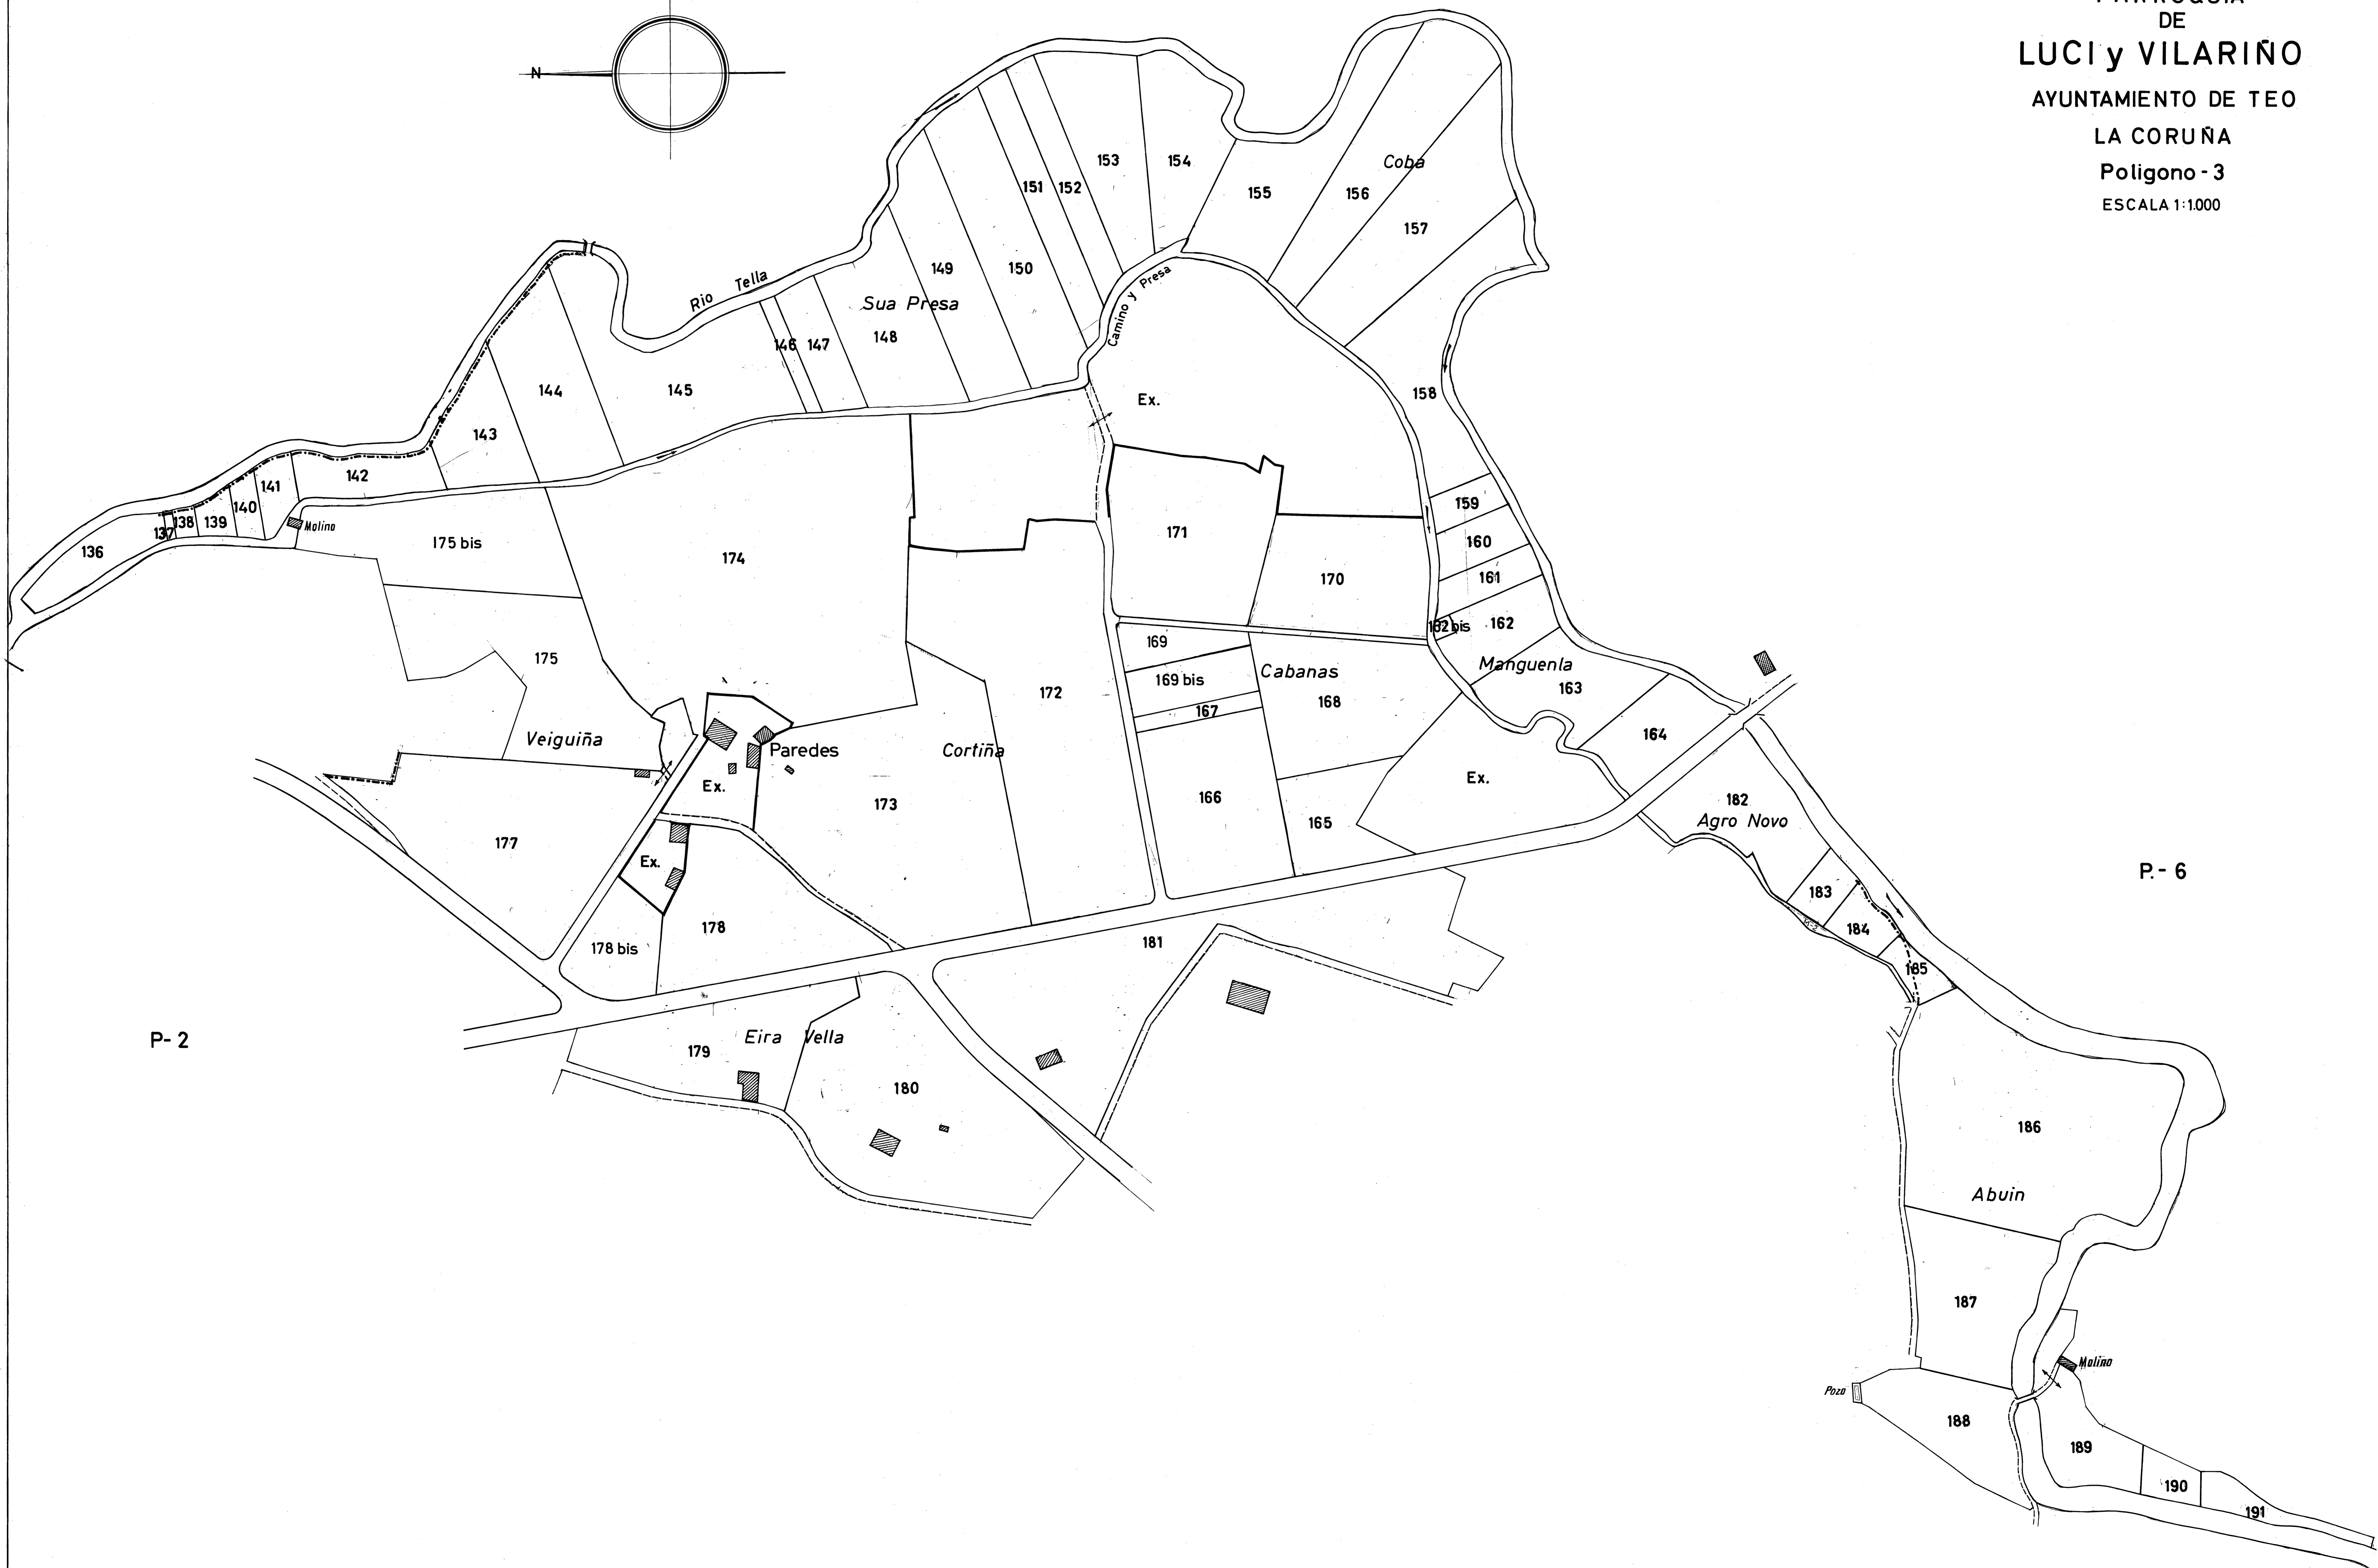 PARROQUIA
DE
LUCI y VILARIÑO
AYUNTAMIENTO DE TEO
LA CORUÑA
Poligono - 3
ESCALA 1:1.000
N
153
154
Coba
155
156
151
152
157
149
150
Rio Tella
Sua Presa
Camino y Presa
146
147
148
144
145
158
Ex.
143
142
141
140
139
138
137
136
Molino
159
175 bis
174
171
160
170
161
162 bis
162
169
175
Cabanas
Manguenla
169 bis
163
172
168
167
Veiguiña
Paredes
Cortiña
164
Ex.
Ex.
173
166
182
165
Agro Novo
177
Ex.
P.- 6
183
178
184
178 bis
181
185
P- 2
Eira Vella
179
180
186
Abuin
187
Molino
Pozo
188
189
190
191